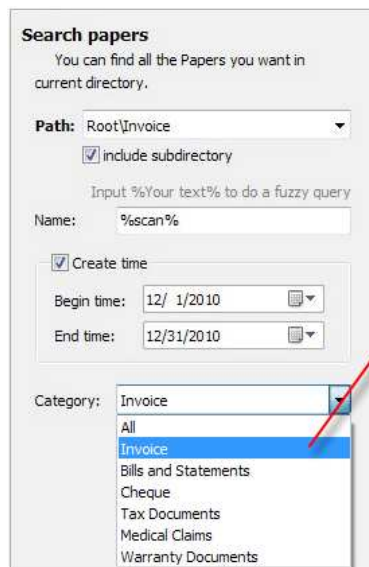 Search papers
You can find all the Papers you want in
current directory.
Path: Root\Invoice
include subdirectory
Input %Your text% to do a fuzzy query
Name: %scan%
Create time
Begin time: 12/ 1/2010
End time: 12/31/2010
Category: Invoice
All
Invoice
Bills and Statements
Cheque
Tax Documents
Medical Claims
Warranty Documents